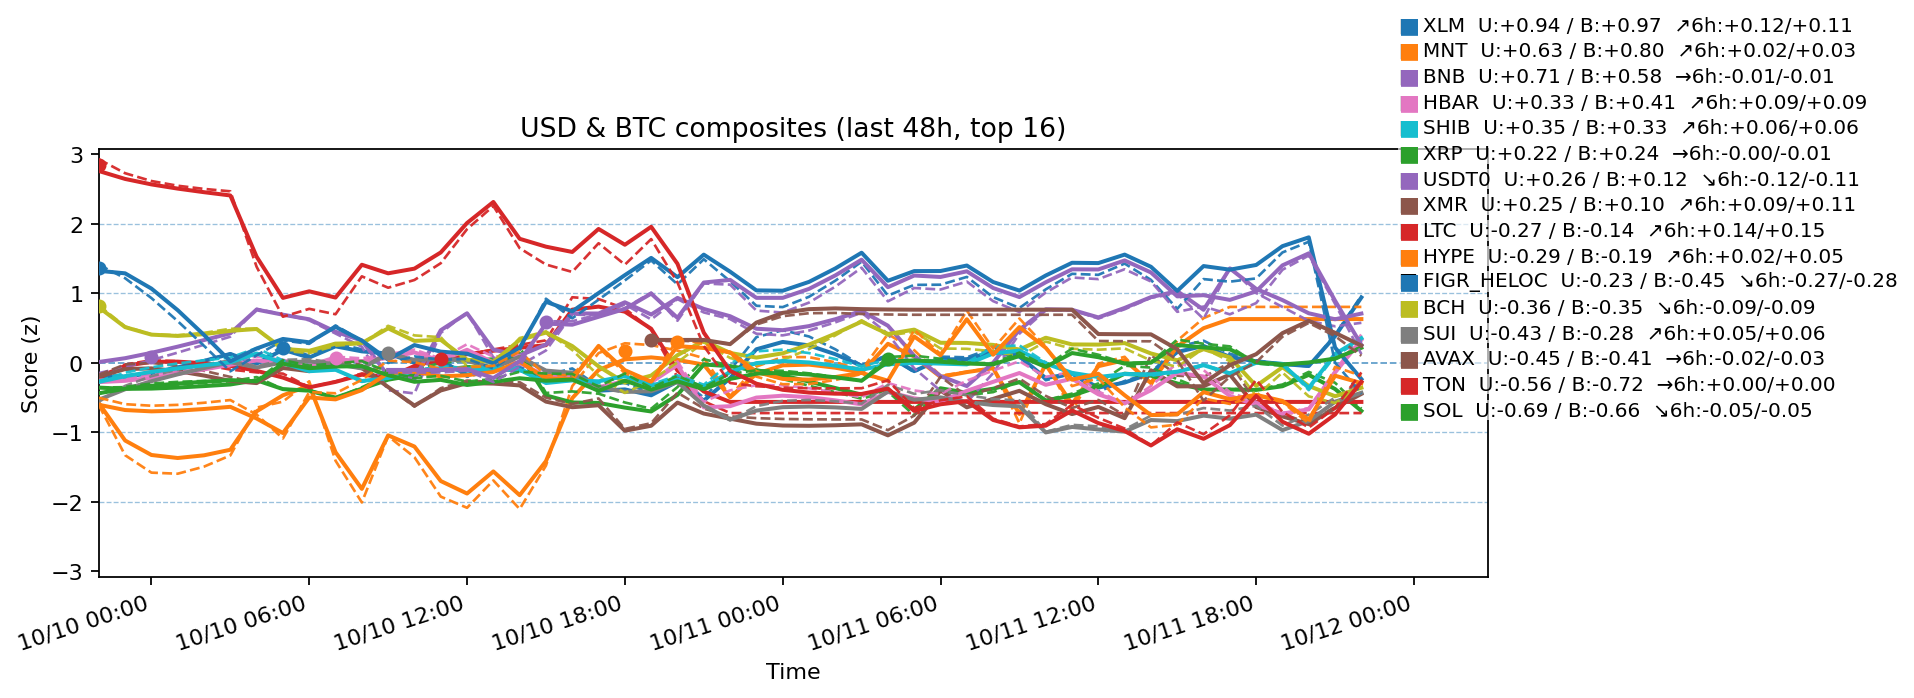 XLM U:+0.94 / B:+0.97 ↗6h:+0.12/+0.11
MNT U:+0.63 / B:+0.80 ↗6h:+0.02/+0.03
BNB U:+0.71 / B:+0.58 →6h:-0.01/-0.01
HBAR U:+0.33 / B:+0.41 ↗6h:+0.09/+0.09
SHIB U:+0.35 / B:+0.33 ↗6h:+0.06/+0.06
XRP U:+0.22 / B:+0.24 →6h:-0.00/-0.01
USDT0 U:+0.26 / B:+0.12 ↘6h:-0.12/-0.11
XMR U:+0.25 / B:+0.10 ↗6h:+0.09/+0.11
LTC U:-0.27 / B:-0.14 ↗6h:+0.14/+0.15
HYPE U:-0.29 / B:-0.19 ↗6h:+0.02/+0.05
FIGR_HELOC U:-0.23 / B:-0.45 ↘6h:-0.27/-0.28
BCH U:-0.36 / B:-0.35 ↘6h:-0.09/-0.09
SUI U:-0.43 / B:-0.28 ↗6h:+0.05/+0.06
AVAX U:-0.45 / B:-0.41 →6h:-0.02/-0.03
TON U:-0.56 / B:-0.72 →6h:+0.00/+0.00
SOL U:-0.69 / B:-0.66 ↘6h:-0.05/-0.05
USD & BTC composites (last 48h, top 16)
Score (z)
3
2
1
0
−1
−2
−3
10/10 00:00
10/10 06:00
10/10 12:00
10/10 18:00
10/11 00:00
10/11 06:00
10/11 12:00
10/11 18:00
10/12 00:00
Time